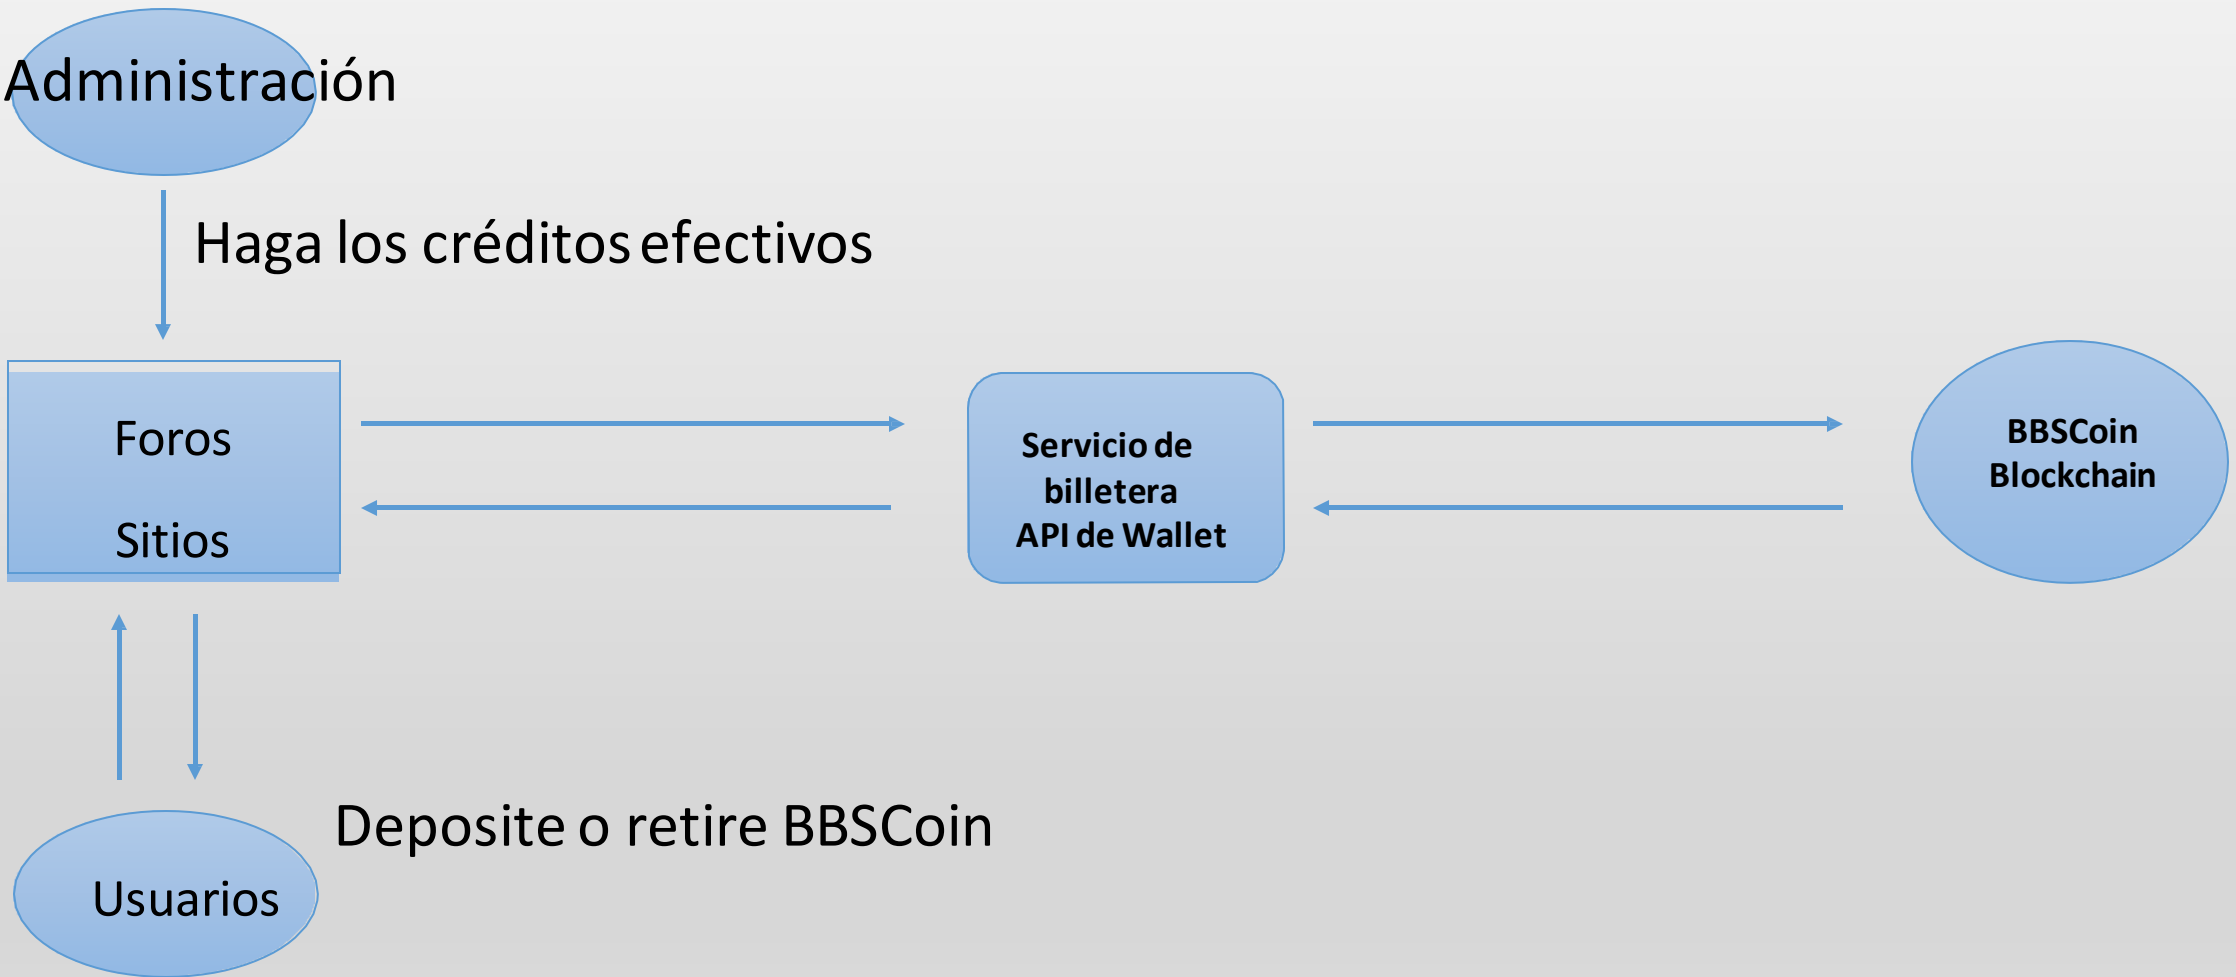 Administración
Haga los créditos efectivos
Foros
Sitios
Servicio de
billetera
API de Wallet
BBSCoin
Blockchain
Deposite o retire BBSCoin
Usuarios